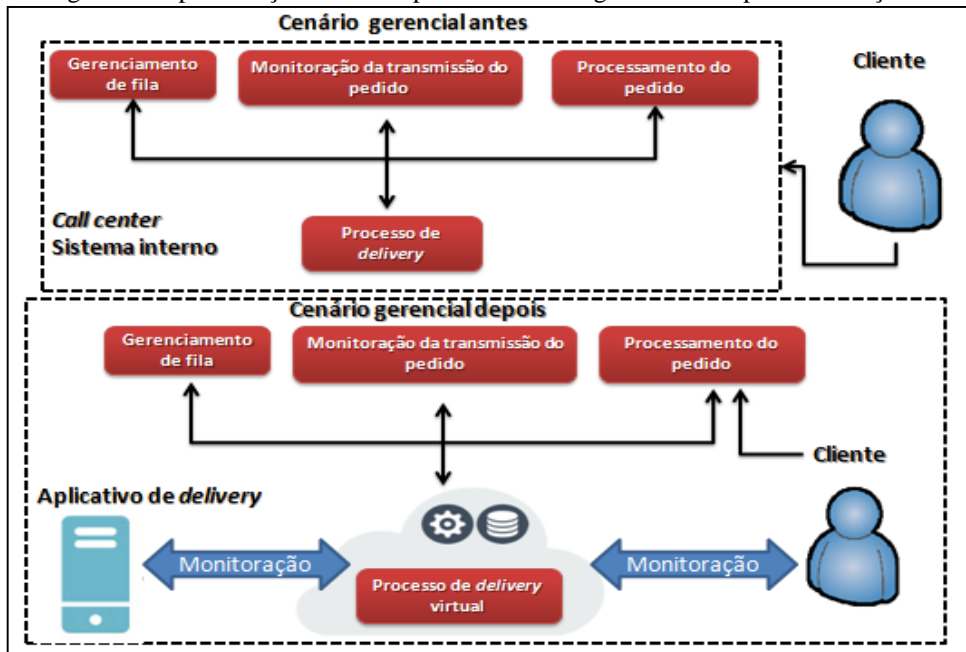 Cenário gerencial antes
Gerenciamento
de fila
Monitoração da transmissão do
pedido
Processamento do
pedido
Cliente
Call center
Sistema interno
Processo de
delivery
Cenário gerencial depois
Gerenciamento
de fila
Monitoração da transmissão do
pedido
Processamento do
pedido
Cliente
Aplicativo de delivery
Monitoração
Monitoração
Processo de delivery
virtual